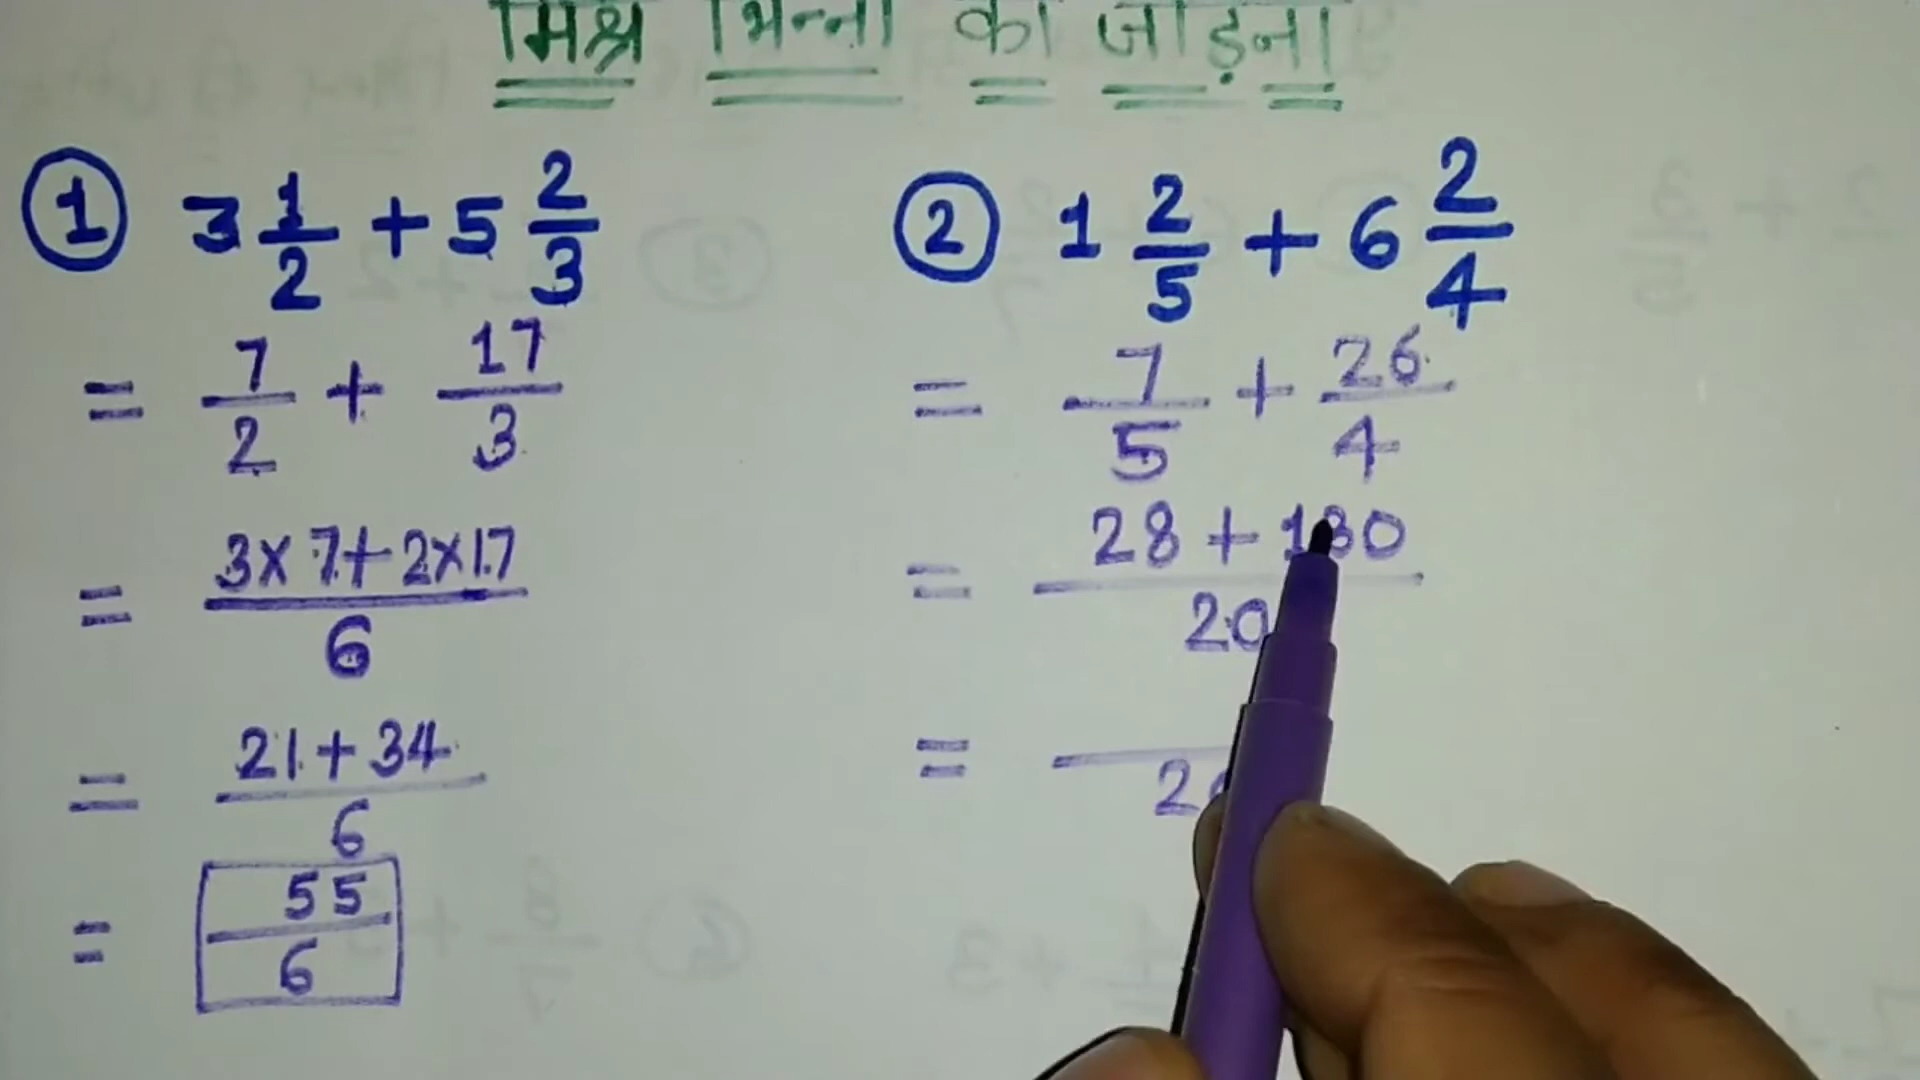 मिश्र भिन्नों को जोड़ना
① 3 1/2 + 5 2/3
= 7/2 + 17/3
= 3×7+2×17/6
= 21+34/6
= 55/6
② 1 2/5 + 6 2/4
= 7/5 + 26/4
= 28+130/20
=